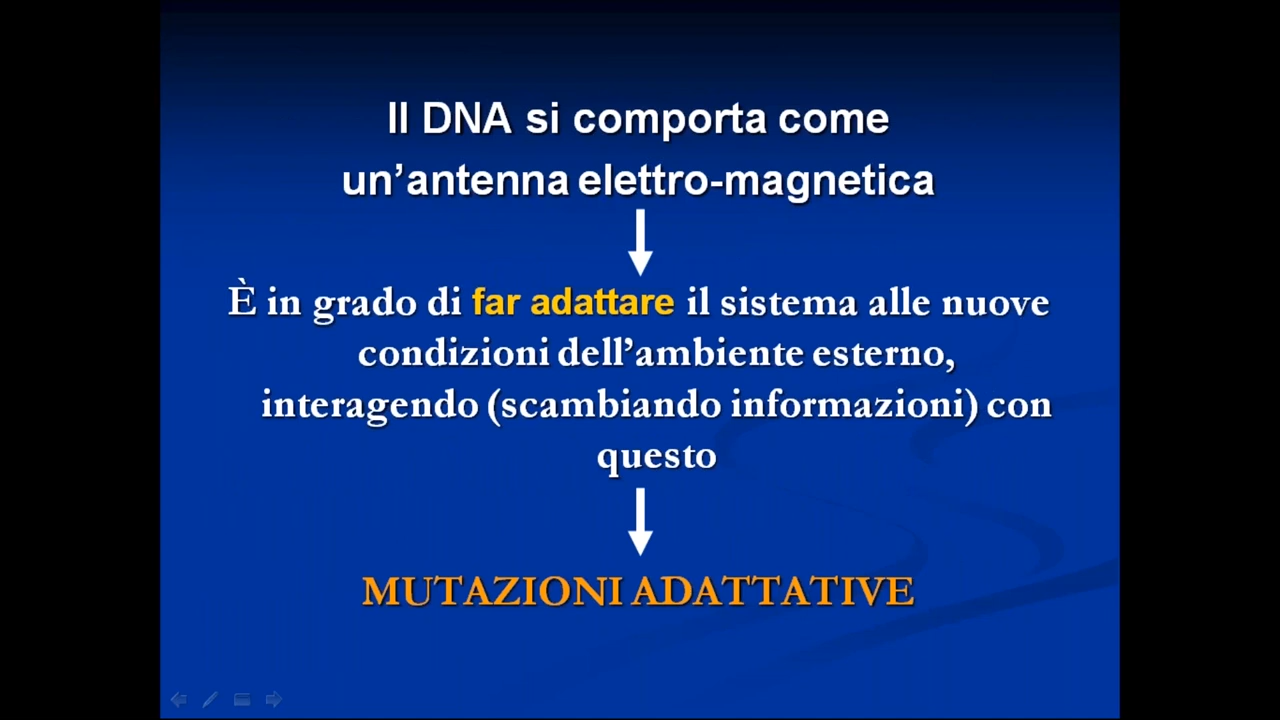 Il DNA si comporta come
un’antenna elettro-magnetica
È in grado di far adattare il sistema alle nuove
condizioni dell’ambiente esterno,
interagendo (scambiando informazioni) con
questo
MUTAZIONI ADATTATIVE